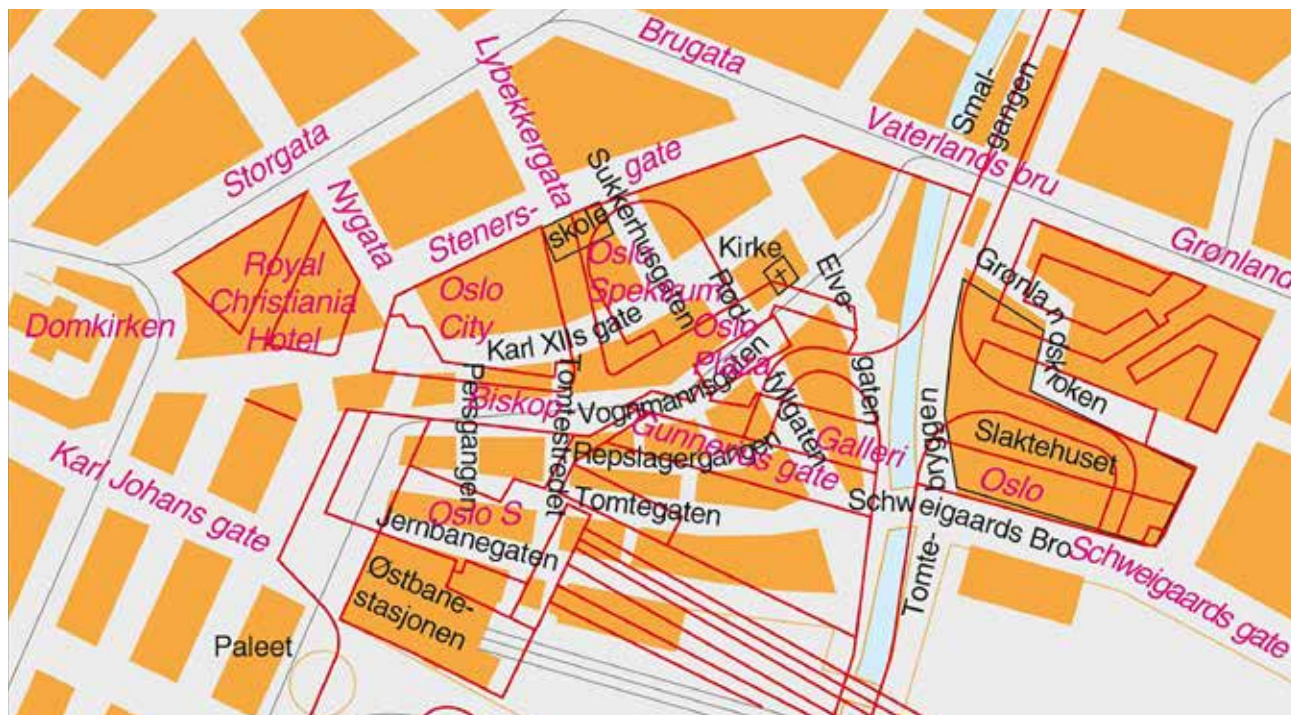 Brugata
Lybekkergata
Smal-
gangen
Storgata
Vaterlands bru
Steners-
gate
Sukkerhusgaten
Nygata
skole
Kirke
Grønland
Royal
Christiania
Hotel
Oslo
City
Oslo
Spektrum
Elve-
gaten
Grønlandskroken
Domkirken
Karl XIIs gate
Rodfylkgaten
Oslo
Plaza
Biskop
Gunnerus gate
Vognmannsgaten
Persgangen
Tomtestredet
Repslagergangen
Galleri
Oslo
Slaktehuset
Karl Johans gate
Oslo S
Tomtegaten
Schweigaards Bro
Schweigaards gate
Jernbanegaten
Østbane-
stasjonen
Tomte-
bryggen
Paleet